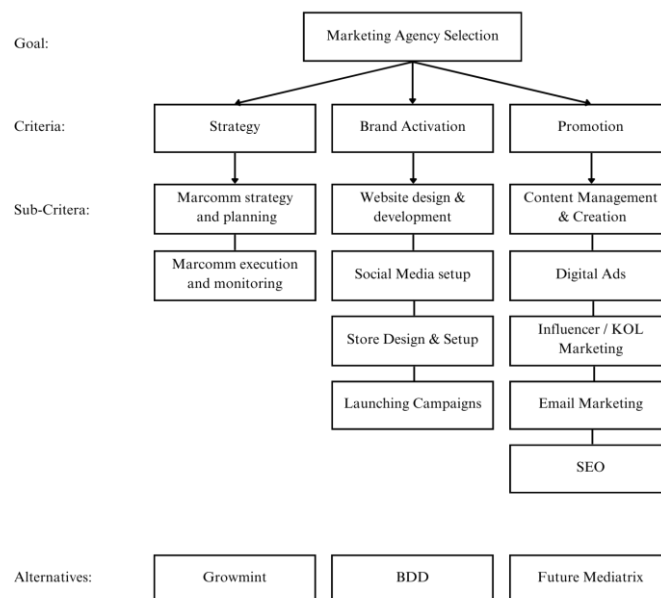 Goal:
Marketing Agency Selection
Criteria:
Strategy
Brand Activation
Promotion
Sub-Critera:
Marcomm strategy
and planning
Website design &
development
Content Management
& Creation
Marcomm execution
and monitoring
Social Media setup
Digital Ads
Store Design & Setup
Influencer / KOL
Marketing
Launching Campaigns
Email Marketing
SEO
Alternatives:
Growmint
BDD
Future Mediatrix